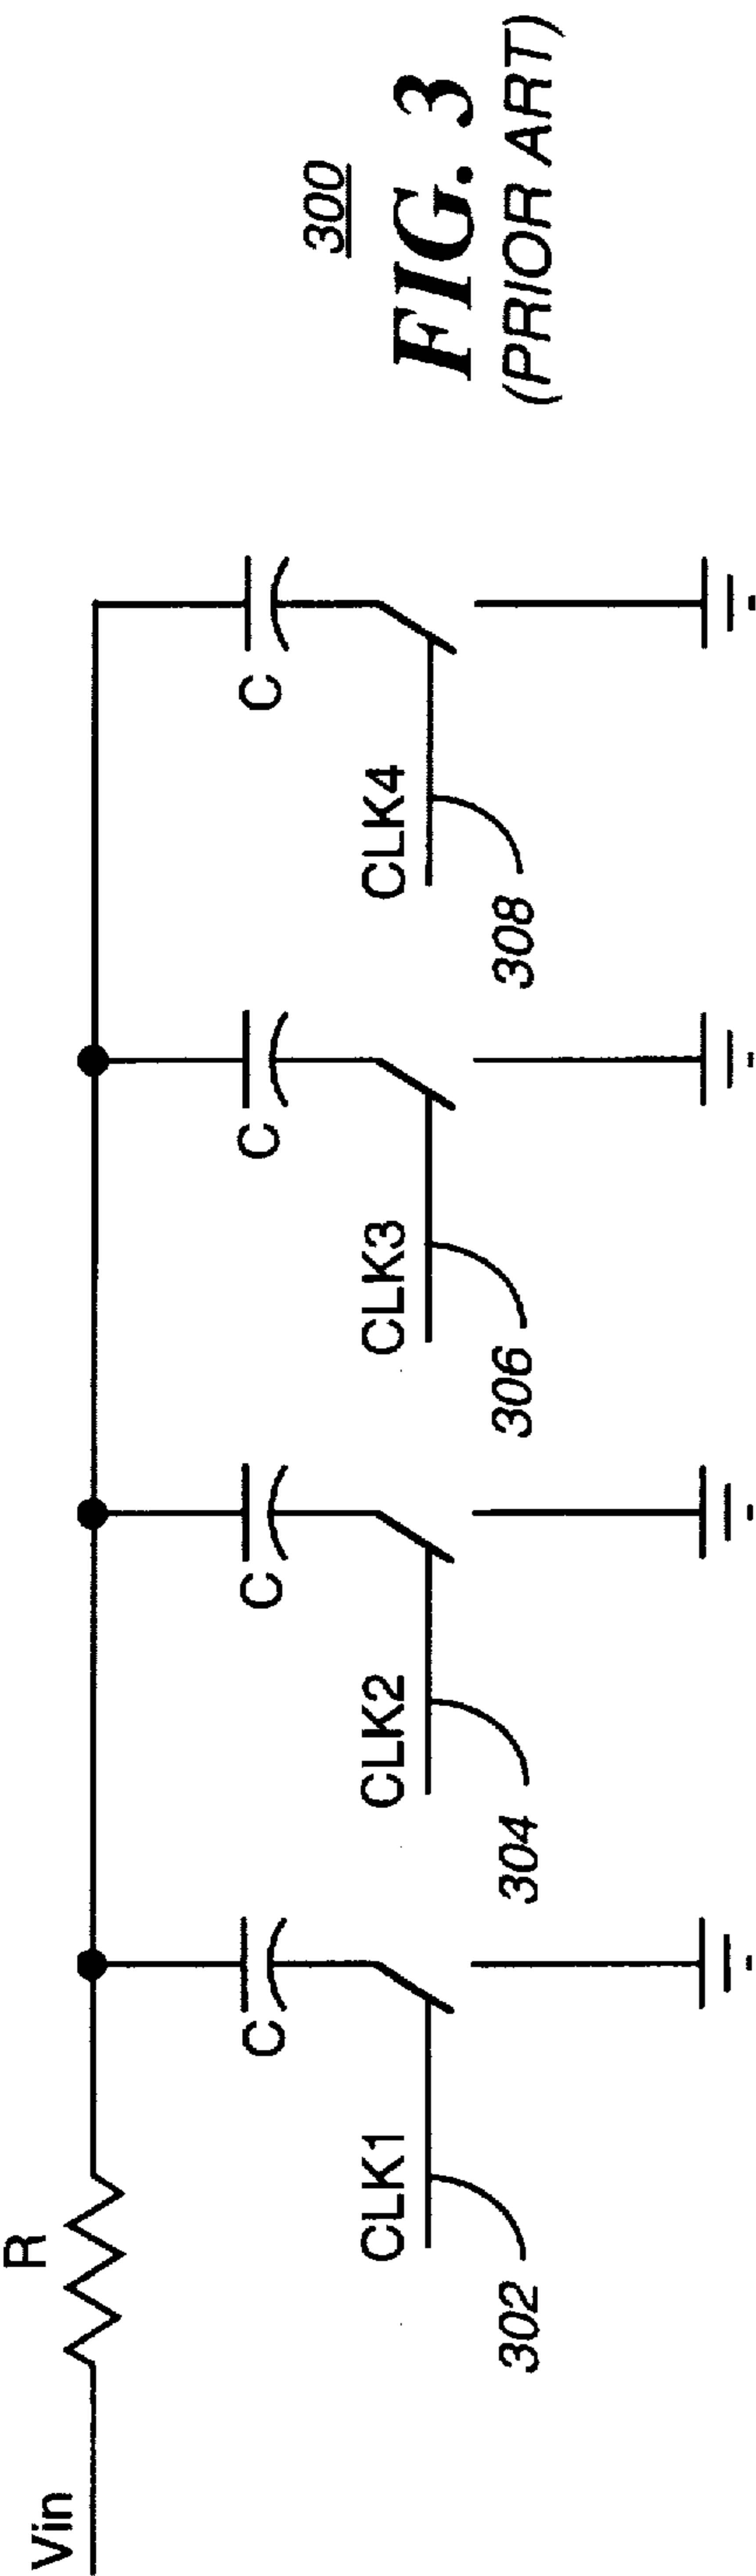 Vin
R
C
C
C
C
CLK1
CLK2
CLK3
CLK4
302
304
306
308
300
FIG. 3
(PRIOR ART)